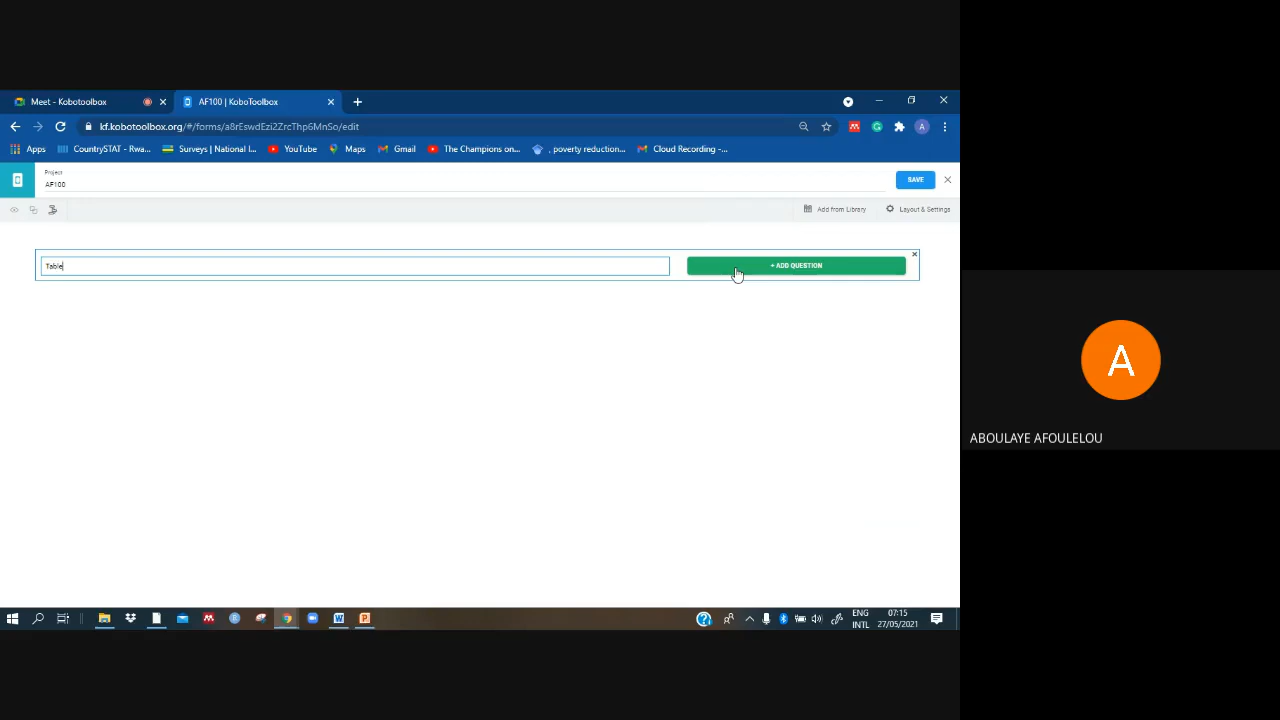 Meet - Kobotoolbox
AF100 | KoboToolbox
kf.kobotoolbox.org/#/forms/a8rEswdEzi2ZrcThp6MnSo/edit
A
Apps
CountrySTAT - Rwa...
Surveys | National I...
YouTube
Maps
Gmail
The Champions on...
, poverty reduction...
Cloud Recording -...
Project
AF100
SAVE
Add from Library
Layout & Settings
Table
+ ADD QUESTION
A
ABOULAYE AFOULELOU
ENG
INTL
07:15
27/05/2021